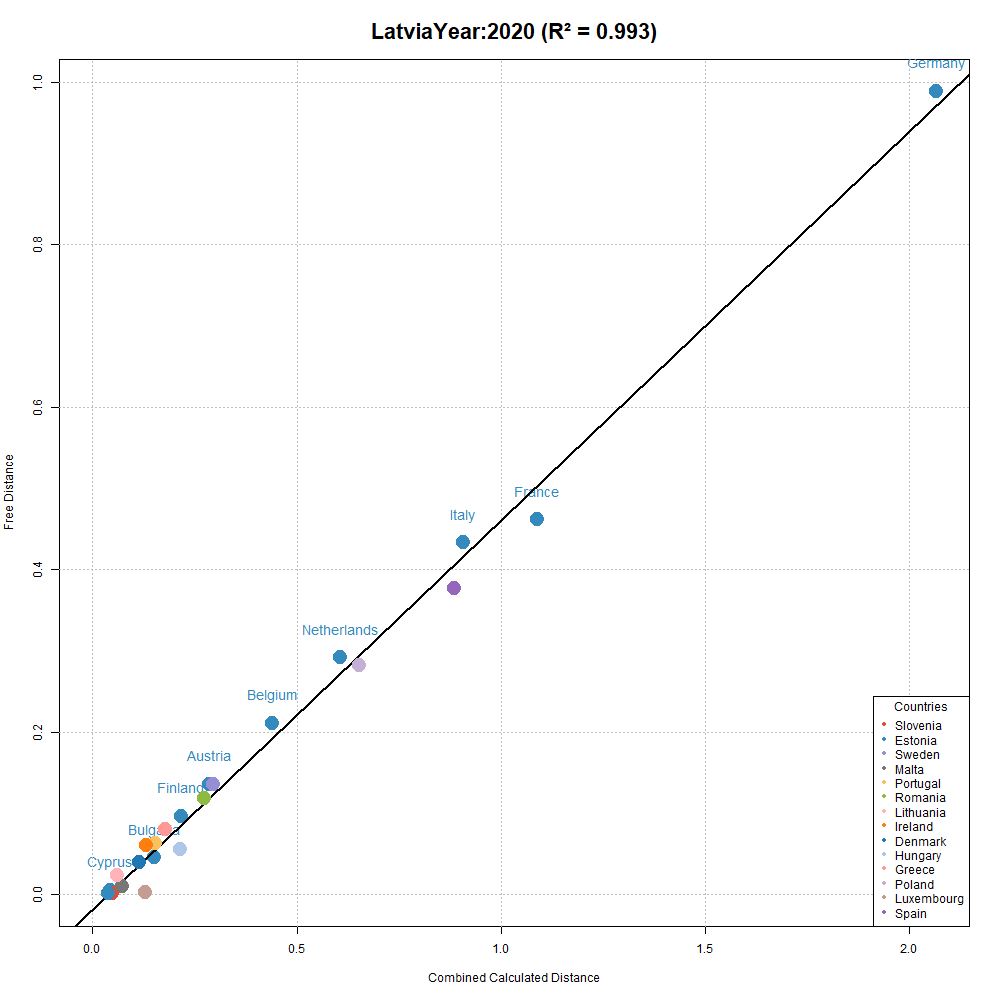 LatviaYear:2020 (R² = 0.993)
Germany
France
Italy
Netherlands
Belgium
Austria
Finland
Bulgaria
Cyprus
1.0
0.8
0.6
0.4
0.2
0.0
Free Distance
0.0 0.5 1.0 1.5 2.0
Combined Calculated Distance
Countries
Slovenia
Estonia
Sweden
Malta
Portugal
Romania
Lithuania
Ireland
Denmark
Hungary
Greece
Poland
Luxembourg
Spain